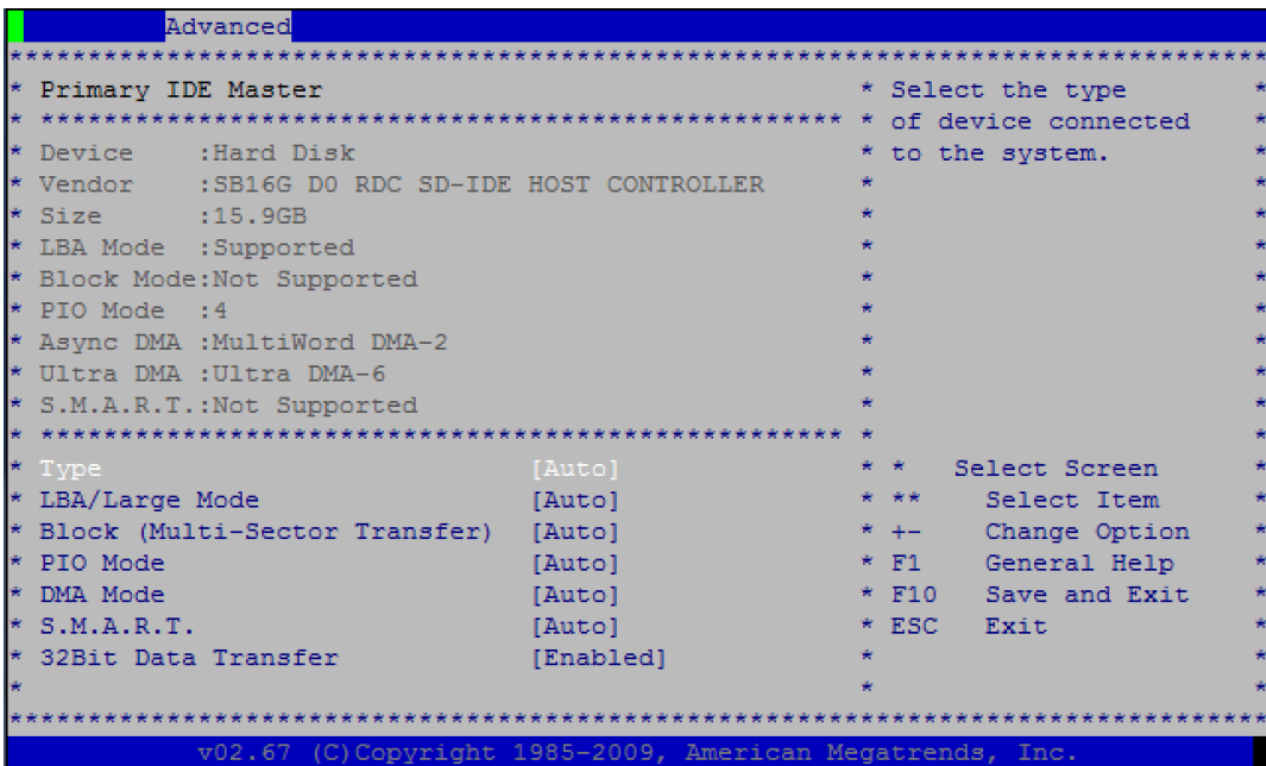 Advanced
*******************************************************************************
* Primary IDE Master * Select the type *
* *************************************************** * of device connected *
* Device :Hard Disk * to the system. *
* Vendor :SB16G D0 RDC SD-IDE HOST CONTROLLER * *
* Size :15.9GB * *
* LBA Mode :Supported * *
* Block Mode:Not Supported * *
* PIO Mode :4 * *
* Async DMA :MultiWord DMA-2 * *
* Ultra DMA :Ultra DMA-6 * *
* S.M.A.R.T.:Not Supported * *
* *************************************************** * *
* Type [Auto] * * Select Screen *
* LBA/Large Mode [Auto] * ** Select Item *
* Block (Multi-Sector Transfer) [Auto] * +- Change Option *
* PIO Mode [Auto] * F1 General Help *
* DMA Mode [Auto] * F10 Save and Exit *
* S.M.A.R.T. [Auto] * ESC Exit *
* 32Bit Data Transfer [Enabled] * *
* * *
*******************************************************************************
v02.67 (C)Copyright 1985-2009, American Megatrends, Inc.